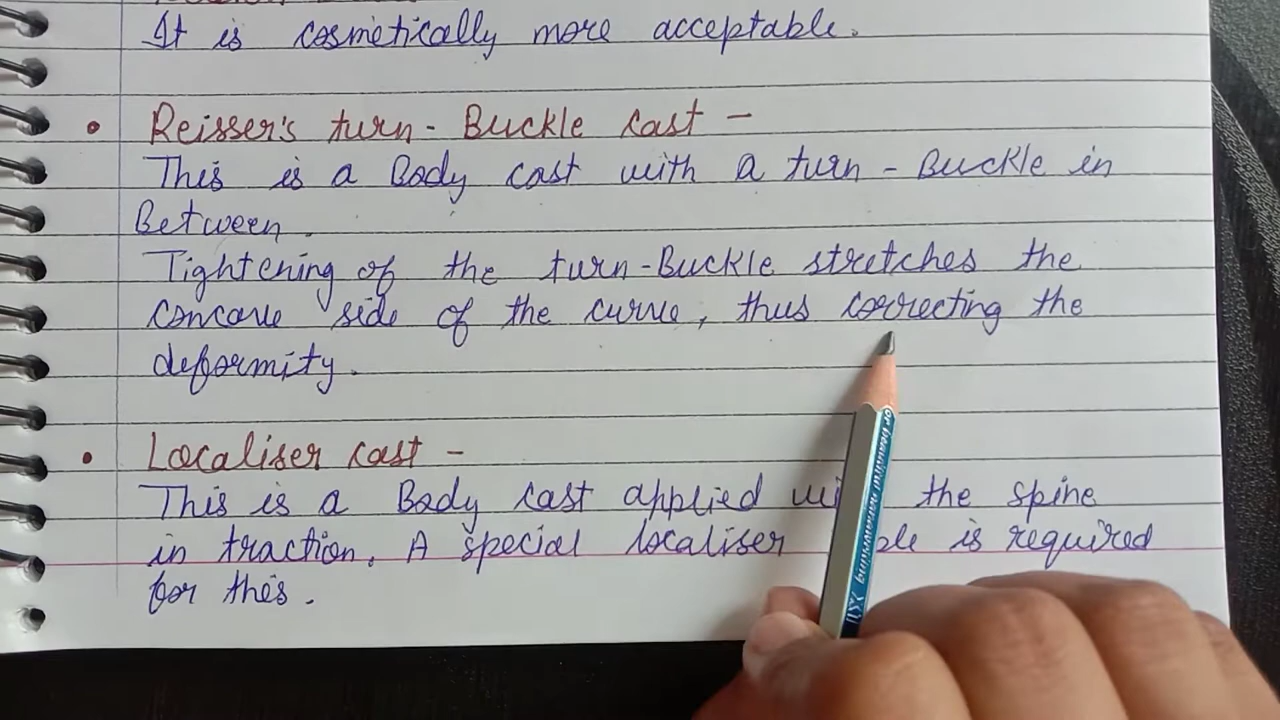 It is cosmetically more acceptable.
• Reisser's turn-Buckle cast -
This is a Body cast with a turn-Buckle in
Between.
Tightening of the turn-Buckle stretches the
concave side of the curve, thus correcting the
deformity.
• Localiser cast -
This is a Body cast applied the spine
in traction. A special localiser is required
for this.